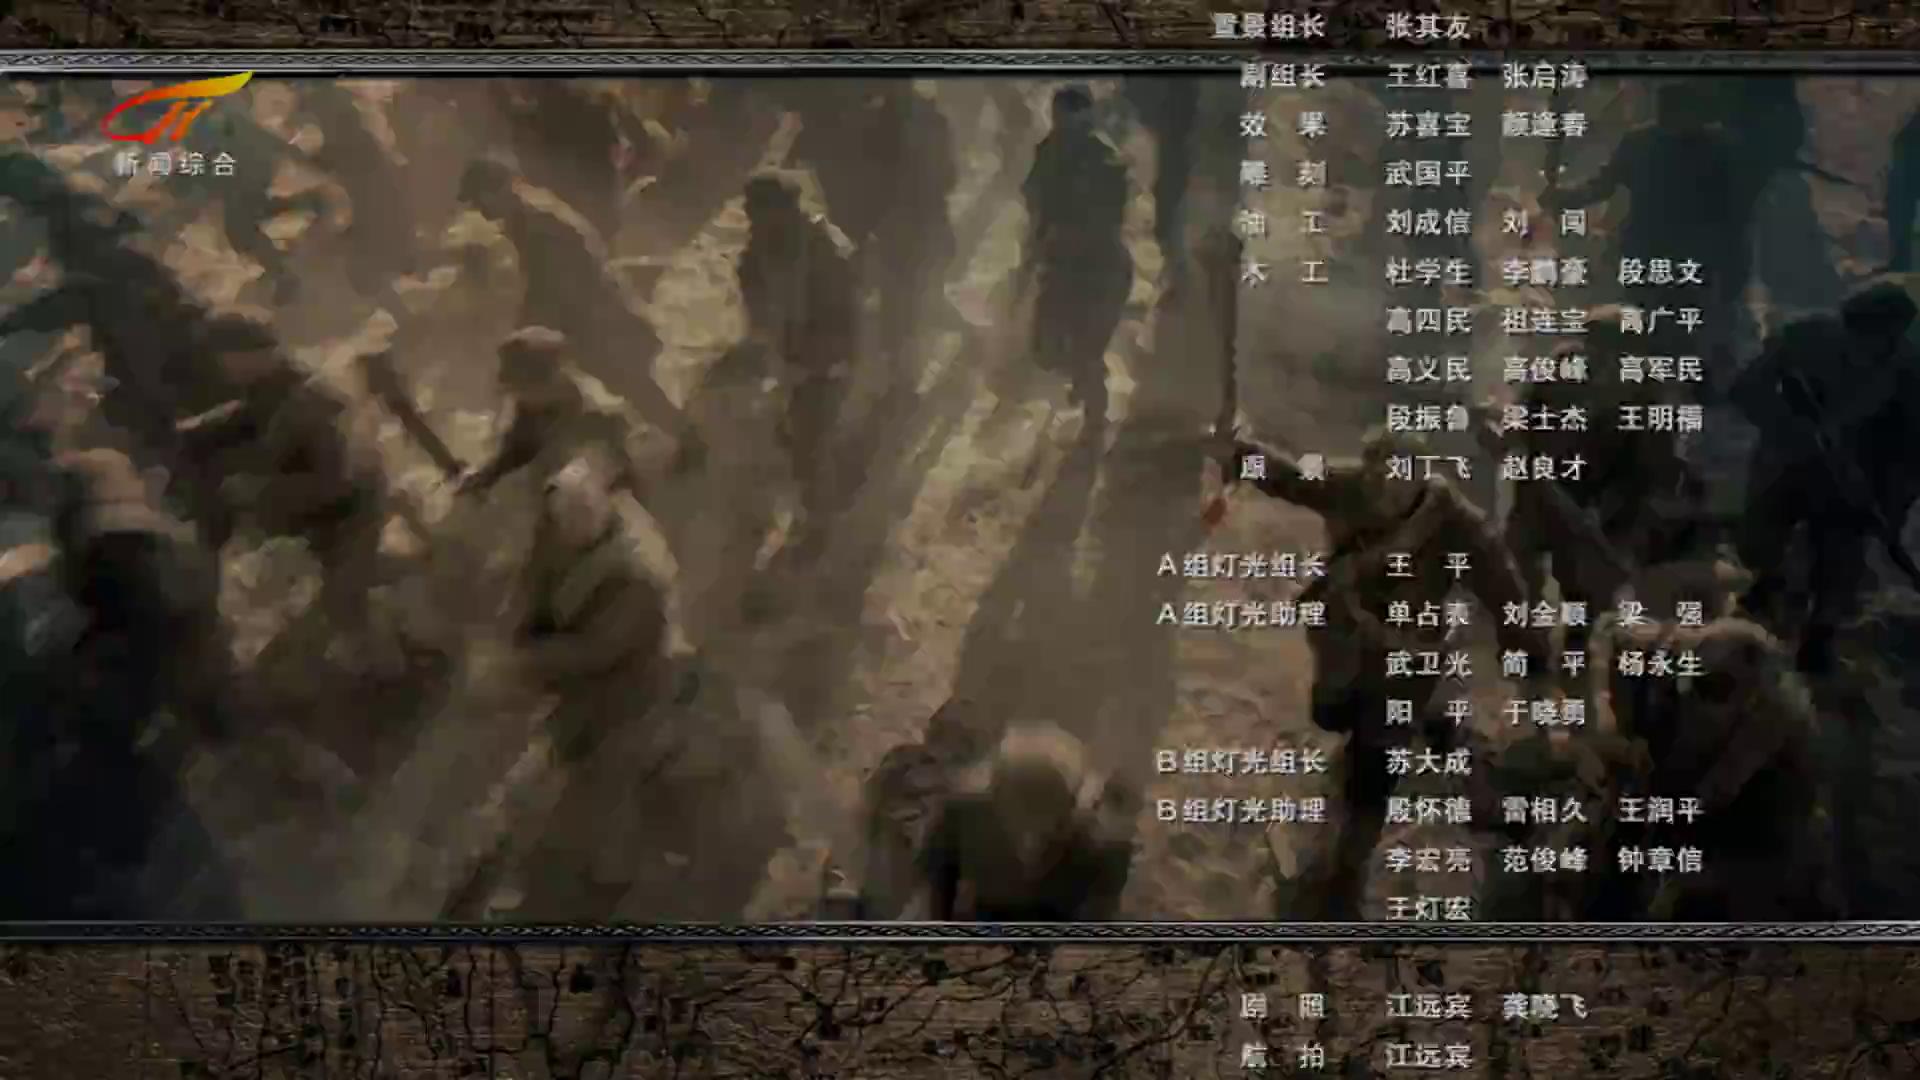 置景组长 张其友
副组长 王红喜 张启涛
新闻综合
效 果 苏喜宝 颜逢春
雕 刻 武国平
油 工 刘成信 刘 闯
木 工 杜学生 李鹏豪 段思文
高四民 祖连宝 高广平
高义民 高俊峰 高军民
段振鲁 梁士杰 王明福
刘丁飞 赵良才
A组灯光组长 王 平
A组灯光助理 单占表 刘金顺 梁 强
武卫光 简 平 杨永生
阳 平 于晓勇
B组灯光组长 苏大成
B组灯光助理 殷怀德 雷相久 王润平
李宏亮 范俊峰 钟章信
王灯宏
剧 照 江远宾 龚晓飞
航 拍 江远宾